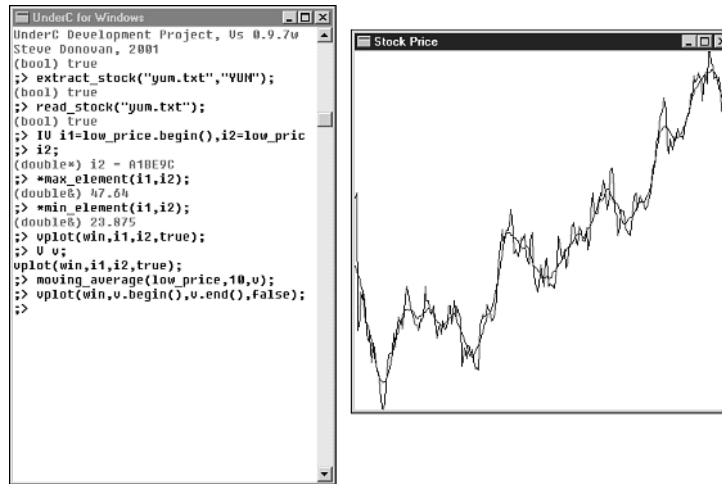 UnderC for Windows
UnderC Development Project, Vs 0.9.7w
Steve Donovan, 2001
(bool) true
;> extract_stock("yum.txt","YUM");
(bool) true
;> read_stock("yum.txt");
(bool) true
;> IV i1=low_price.begin(),i2=low_pric
;> i2;
(double*) i2 = A1BE9C
;> *max_element(i1,i2);
(double&) 47.64
;> *min_element(i1,i2);
(double&) 23.875
;> vplot(win,i1,i2,true);
;> V v;
vplot(win,i1,i2,true);
;> moving_average(low_price,10,v);
;> vplot(win,v.begin(),v.end(),false);
;>
Stock Price